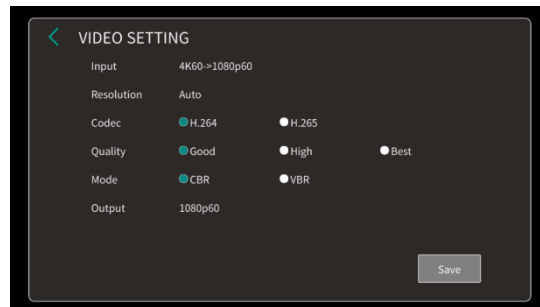 VIDEO SETTING
Input 4K60->1080p60
Resolution Auto
Codec H.264 H.265
Quality Good High Best
Mode CBR VBR
Output 1080p60
Save